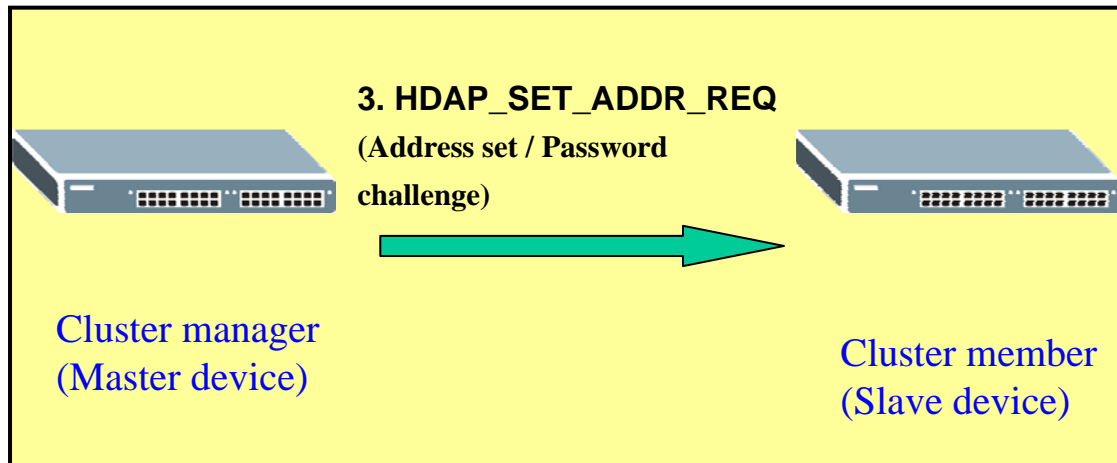 3. HDAP_SET_ADDR_REQ
(Address set / Password
challenge)
Cluster manager
(Master device)
Cluster member
(Slave device)